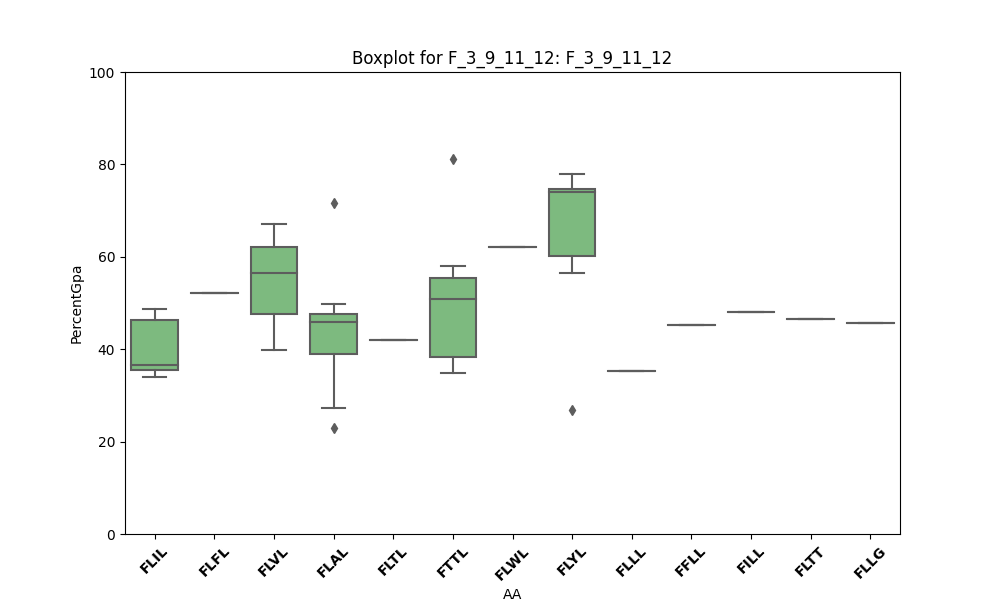 Boxplot for F_3_9_11_12: F_3_9_11_12
100
80
60
40
20
0
PercentGpa
FLIL FLFL FLVL FLAL FLTL FTTL FLWL FLYL FLLL FFLL FILL FLTT FLLG
AA